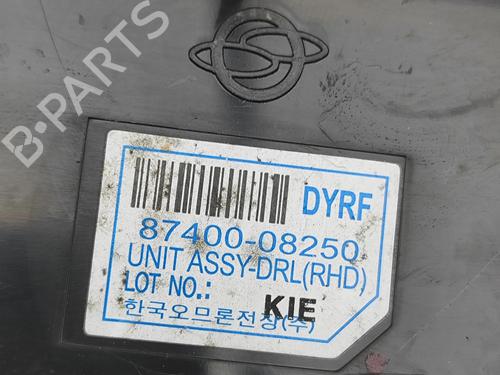 B-PARTS
DYRF
87400-08250
UNIT ASSY-DRL(RHD)
LOT NO.:
KIE
한국오므론전장(주)